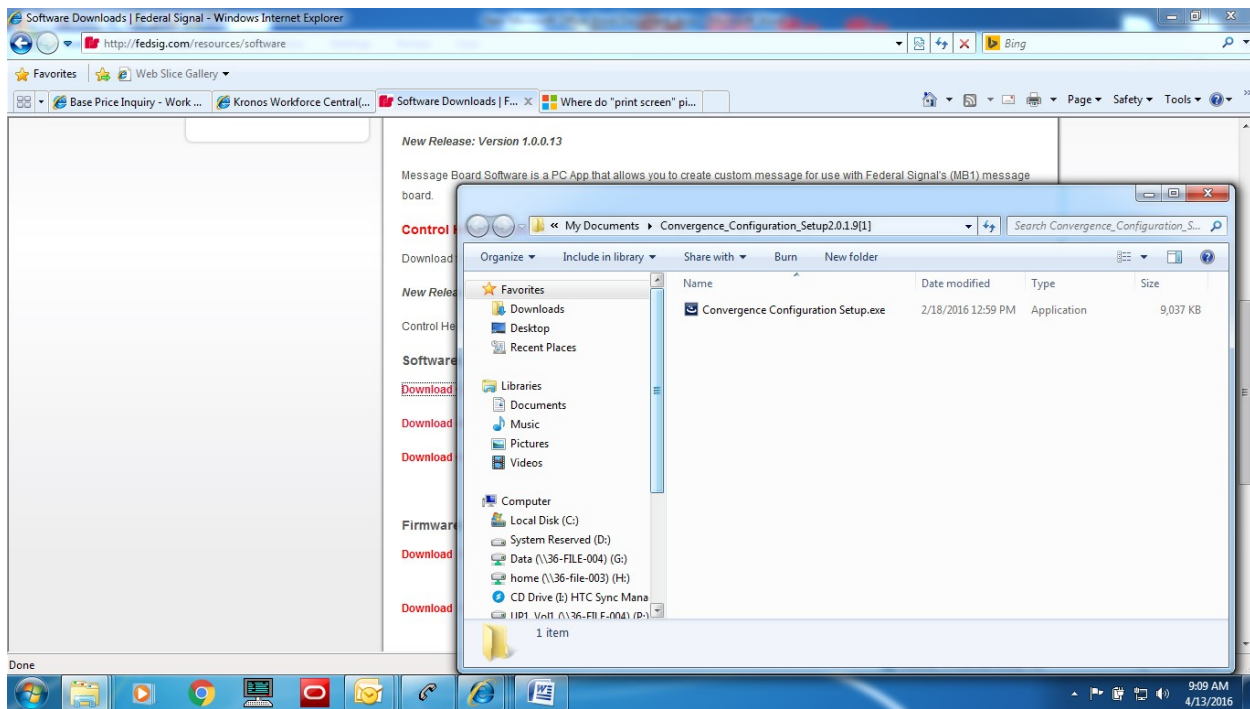 Software Downloads | Federal Signal - Windows Internet Explorer
http://fedsig.com/resources/software
Bing
Favorites
Web Slice Gallery
Base Price Inquiry - Work ...
Kronos Workforce Central(...
Software Downloads | F...
Where do "print screen" pi...
Page
Safety
Tools
New Release: Version 1.0.0.13
Message Board Software is a PC App that allows you to create custom message for use with Federal Signal's (MB1) message
board.
Control
Download
New Relea
Control He
Software
Download
Download
Download
Firmware
Download
Download
« My Documents
Convergence_Configuration_Setup2.0.1.9[1]
Search Convergence_Configuration_S...
Organize
Include in library
Share with
Burn
New folder
Name
Date modified
Type
Size
Convergence Configuration Setup.exe
2/18/2016 12:59 PM
Application
9,037 KB
Favorites
Downloads
Desktop
Recent Places
Libraries
Documents
Music
Pictures
Videos
Computer
Local Disk (C:)
System Reserved (D:)
Data (\\36-FILE-004) (G:)
home (\\36-file-003) (H:)
CD Drive (I:) HTC Sync Mana
UP1_Vol1 (\\36-FILE-004) (P:)
1 item
Done
9:09 AM
4/13/2016